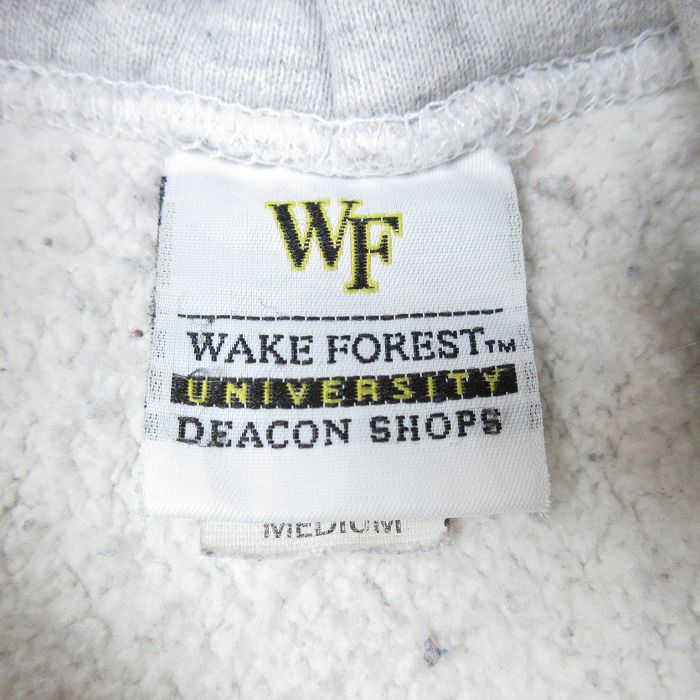 WF
WAKE FOREST™
UNIVERSITY
DEACON SHOPS
MEDIUM